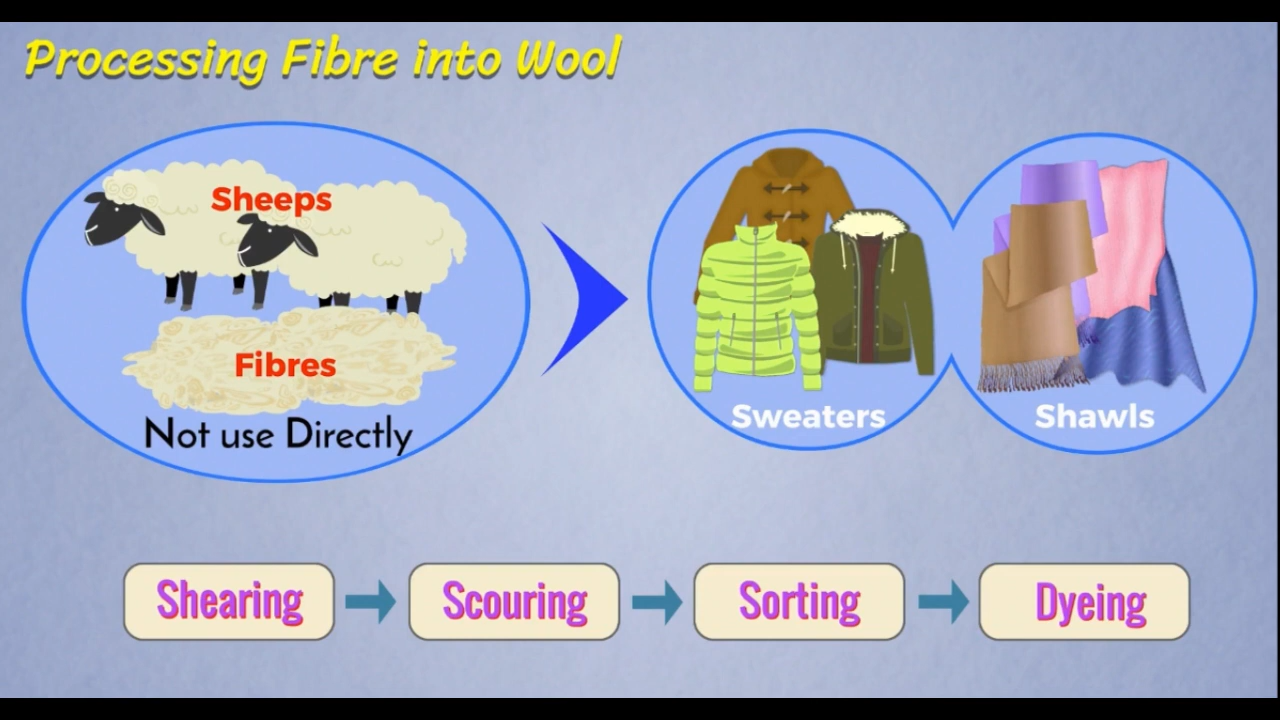 Processing Fibre into Wool
Sheeps
Fibres
Not use Directly
Sweaters
Shawls
Shearing
Scouring
Sorting
Dyeing